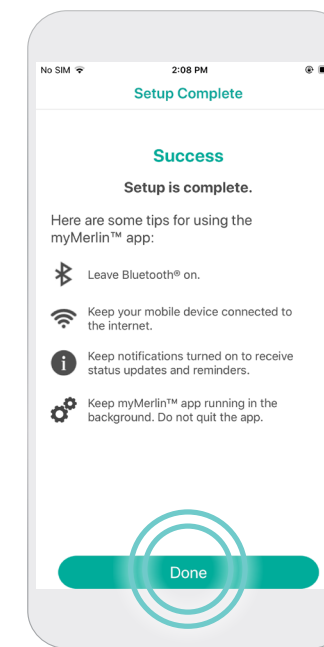 No SIM 2:08 PM
Setup Complete
Success
Setup is complete.
Here are some tips for using the
myMerlin™ app:
Leave Bluetooth® on.
Keep your mobile device connected to
the internet.
Keep notifications turned on to receive
status updates and reminders.
Keep myMerlin™ app running in the
background. Do not quit the app.
Done